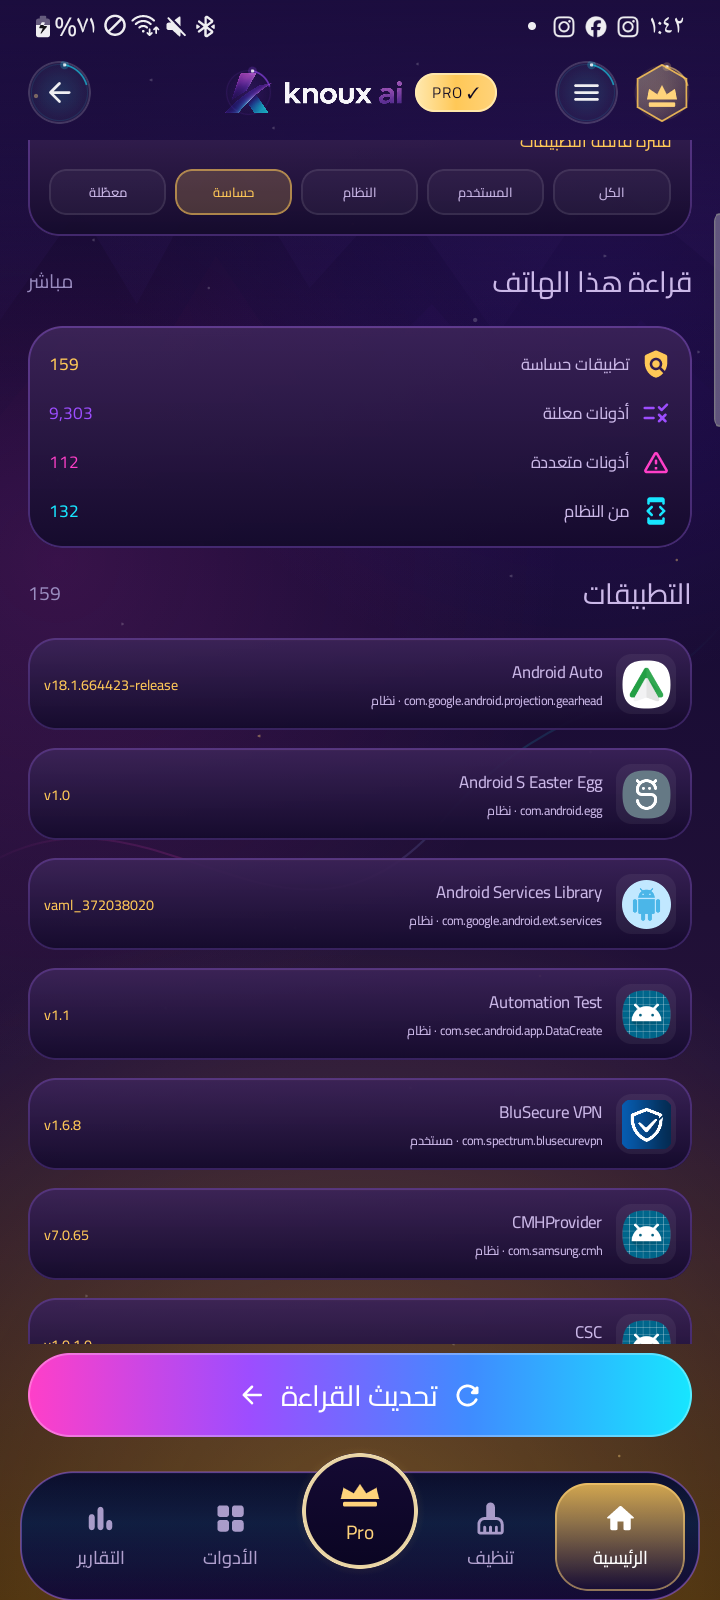 ١:٤٢
%٧١
knoux ai
PRO ✓
فلترة قائمة التطبيقات
الكل
المستخدم
النظام
حساسة
معطّلة
قراءة هذا الهاتف
مباشر
تطبيقات حساسة
159
أذونات معلنة
9,303
أذونات متعددة
112
من النظام
132
التطبيقات
159
Android Auto
com.google.android.projection.gearhead · نظام
v18.1.664423-release
Android S Easter Egg
com.android.egg · نظام
v1.0
Android Services Library
com.google.android.ext.services · نظام
vaml_372038020
Automation Test
com.sec.android.app.DataCreate · نظام
v1.1
BluSecure VPN
com.spectrum.blusecurevpn · مستخدم
v1.6.8
CMHProvider
com.samsung.cmh · نظام
v7.0.65
CSC
تحديث القراءة
الرئيسية
تنظيف
Pro
الأدوات
التقارير